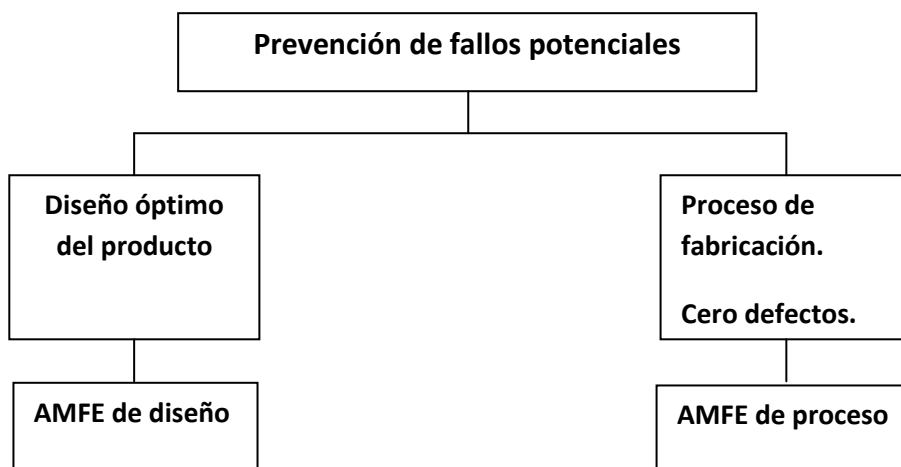 Prevención de fallos potenciales
Diseño óptimo
del producto
Proceso de
fabricación.
Cero defectos.
AMFE de diseño
AMFE de proceso